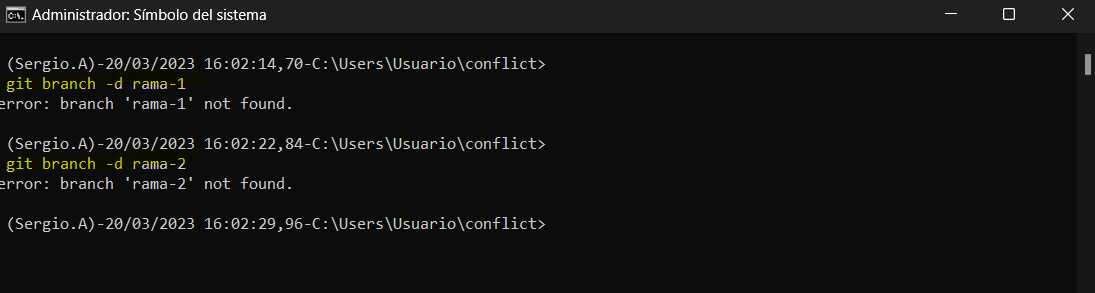 Administrador: Símbolo del sistema
(Sergio.A)-20/03/2023 16:02:14,70-C:\Users\Usuario\conflict>
git branch -d rama-1
error: branch 'rama-1' not found.
(Sergio.A)-20/03/2023 16:02:22,84-C:\Users\Usuario\conflict>
git branch -d rama-2
error: branch 'rama-2' not found.
(Sergio.A)-20/03/2023 16:02:29,96-C:\Users\Usuario\conflict>